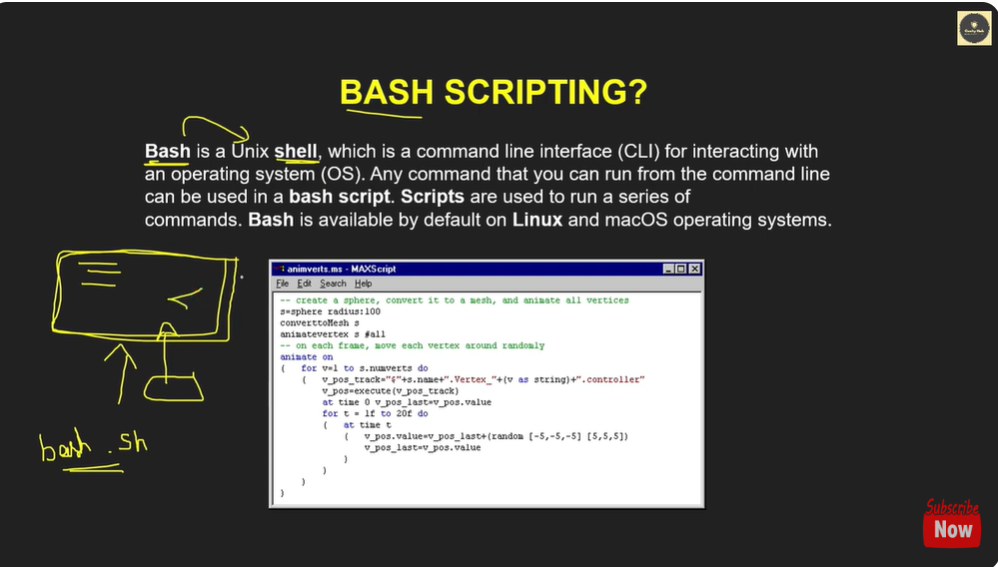 BASH SCRIPTING?
Bash is a Unix shell, which is a command line interface (CLI) for interacting with
an operating system (OS). Any command that you can run from the command line
can be used in a bash script. Scripts are used to run a series of
commands. Bash is available by default on Linux and macOS operating systems.
animverts.ms - MAXScript
File Edit Search Help
-- create a sphere, convert it to a mesh, and animate all vertices
s=sphere radius:100
converttoMesh s
animatevertex s #all
-- on each frame, move each vertex around randomly
animate on
( for v=1 to s.numverts do
( v_pos_track="$"+s.name+".Vertex_"+(v as string)+".controller"
v_pos=execute(v_pos_track)
at time 0 v_pos_last=v_pos.value
for t = 1f to 20f do
( at time t
( v_pos.value=v_pos_last+(random [-5,-5,-5] [5,5,5])
v_pos_last=v_pos.value
)
)
)
)
bash .sh
Subscribe
Now